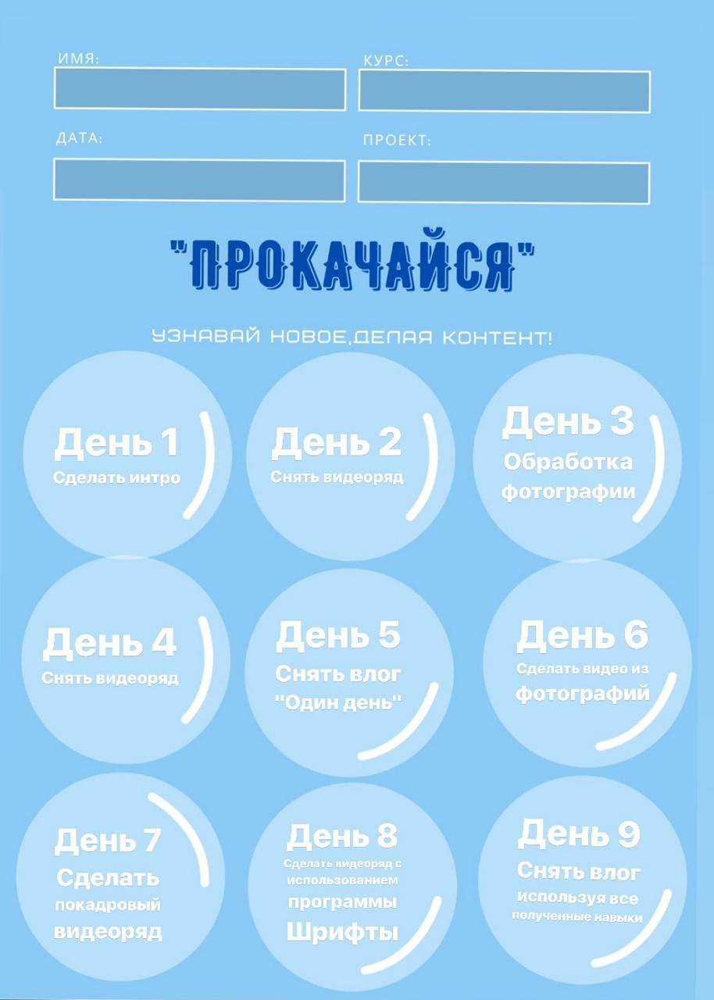 ИМЯ:
КУРС:
ДАТА:
ПРОЕКТ:
"ПРОКАЧАЙСЯ"
УЗНАВАЙ НОВОЕ,ДЕЛАЯ КОНТЕНТ!
День 1
Сделать интро
День 2
Снять видеоряд
День 3
Обработка
фотографии
День 4
Снять видеоряд
День 5
Снять влог
"Один день"
День 6
Сделать видео из
фотографий
День 7
Сделать
покадровый
видеоряд
День 8
Сделать видеоряд с
использованием
программы
Шрифты
День 9
Снять влог
используя все
полученные навыки